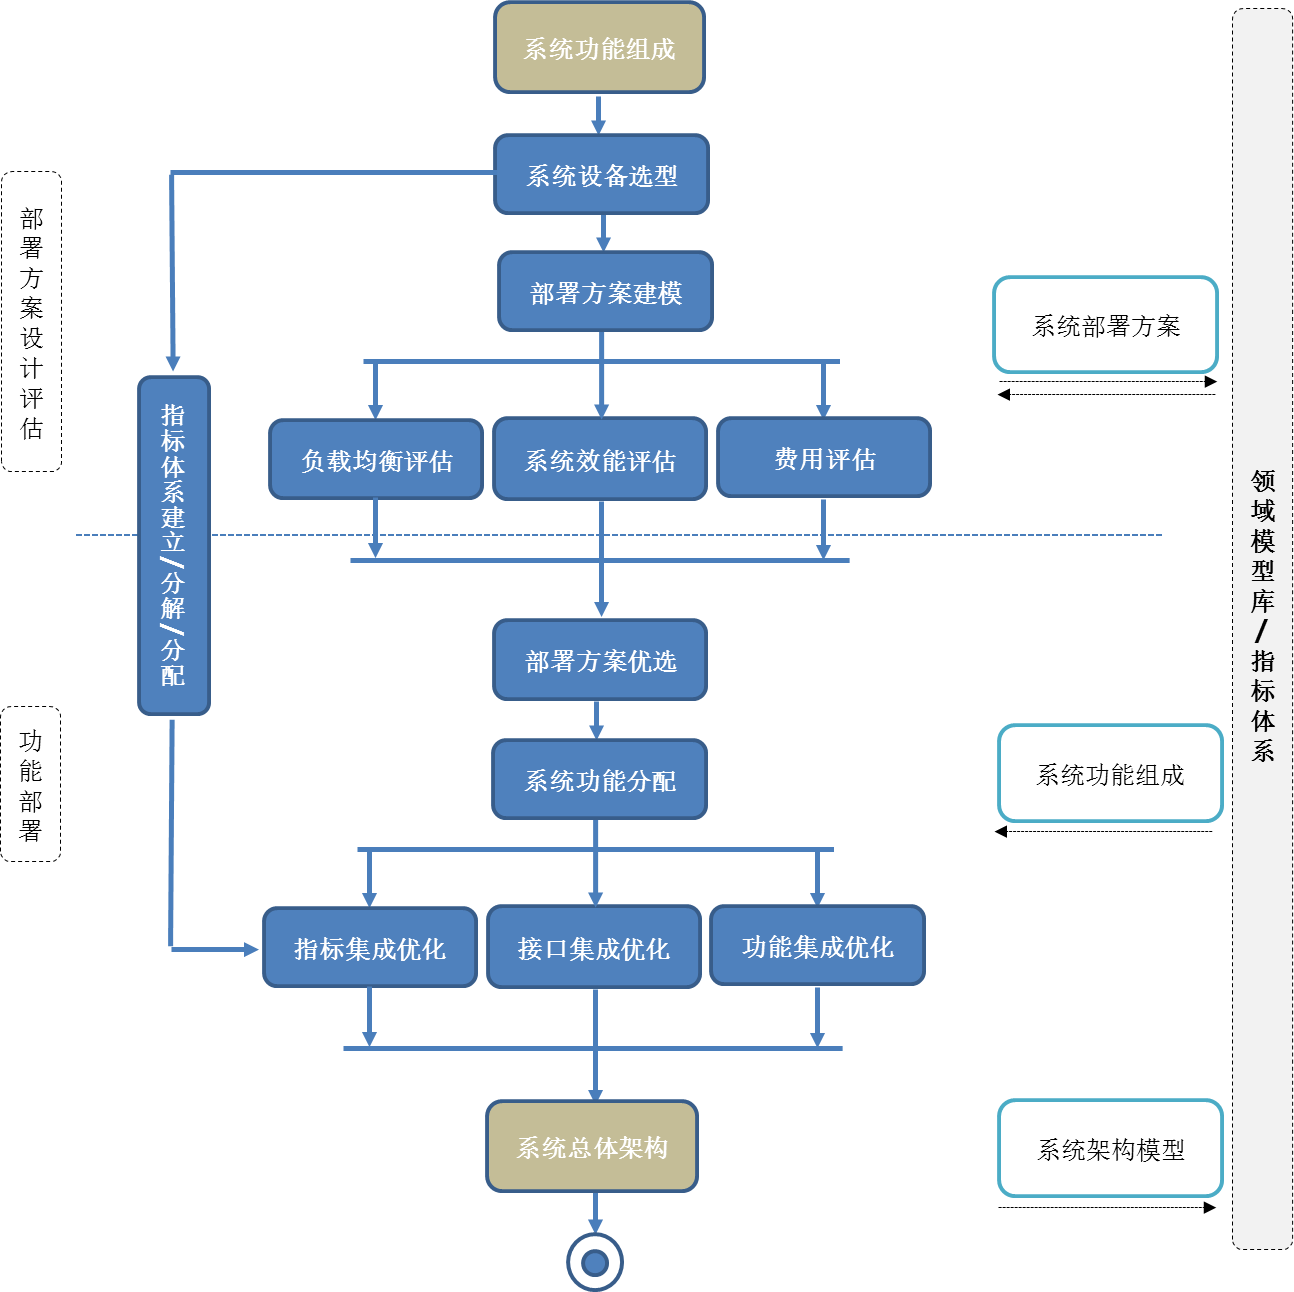 系统功能组成
系统设备选型
部署方案设计评估
部署方案建模
系统部署方案
指标体系建立/分解/分配
负载均衡评估
系统效能评估
费用评估
领域模型库/指标体系
部署方案优选
功能部署
系统功能分配
系统功能组成
指标集成优化
接口集成优化
功能集成优化
系统总体架构
系统架构模型